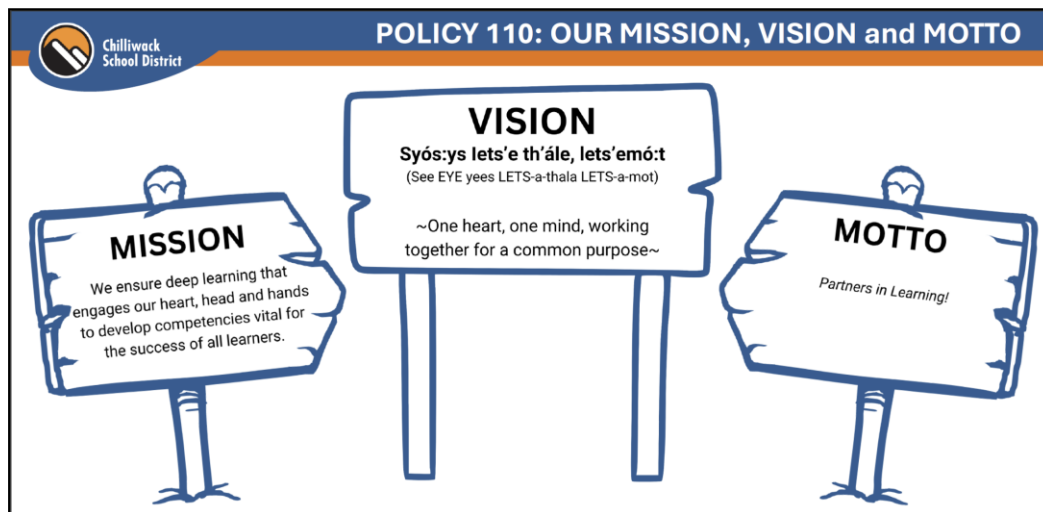 Chilliwack
School District
POLICY 110: OUR MISSION, VISION and MOTTO
MISSION
We ensure deep learning that
engages our heart, head and hands
to develop competencies vital for
the success of all learners.
VISION
Syós:ys lets'e th'ále, lets'emó:t
(See EYE yees LETS-a-thala LETS-a-mot)
~One heart, one mind, working
together for a common purpose~
MOTTO
Partners in Learning!